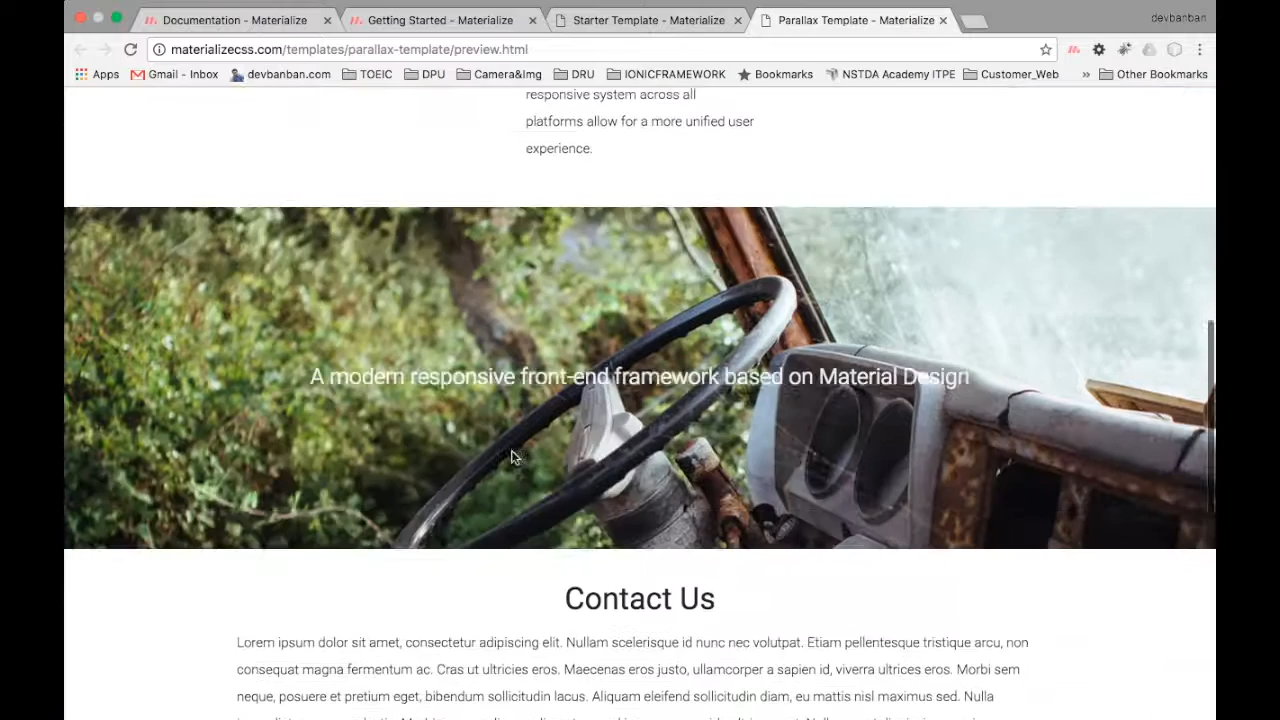 Documentation - Materialize
Getting Started - Materialize
Starter Template - Materialize
Parallax Template - Materialize
devbanban
materializecss.com/templates/parallax-template/preview.html
Apps
Gmail - Inbox
devbanban.com
TOEIC
DPU
Camera&Img
DRU
IONICFRAMEWORK
Bookmarks
NSTDA Academy ITPE
Customer_Web
»
Other Bookmarks
responsive system across all
platforms allow for a more unified user
experience.
A modern responsive front-end framework based on Material Design
Contact Us
Lorem ipsum dolor sit amet, consectetur adipiscing elit. Nullam scelerisque id nunc nec volutpat. Etiam pellentesque tristique arcu, non
consequat magna fermentum ac. Cras ut ultricies eros. Maecenas eros justo, ullamcorper a sapien id, viverra ultrices eros. Morbi sem
neque, posuere et pretium eget, bibendum sollicitudin lacus. Aliquam eleifend sollicitudin diam, eu mattis nisl maximus sed. Nulla